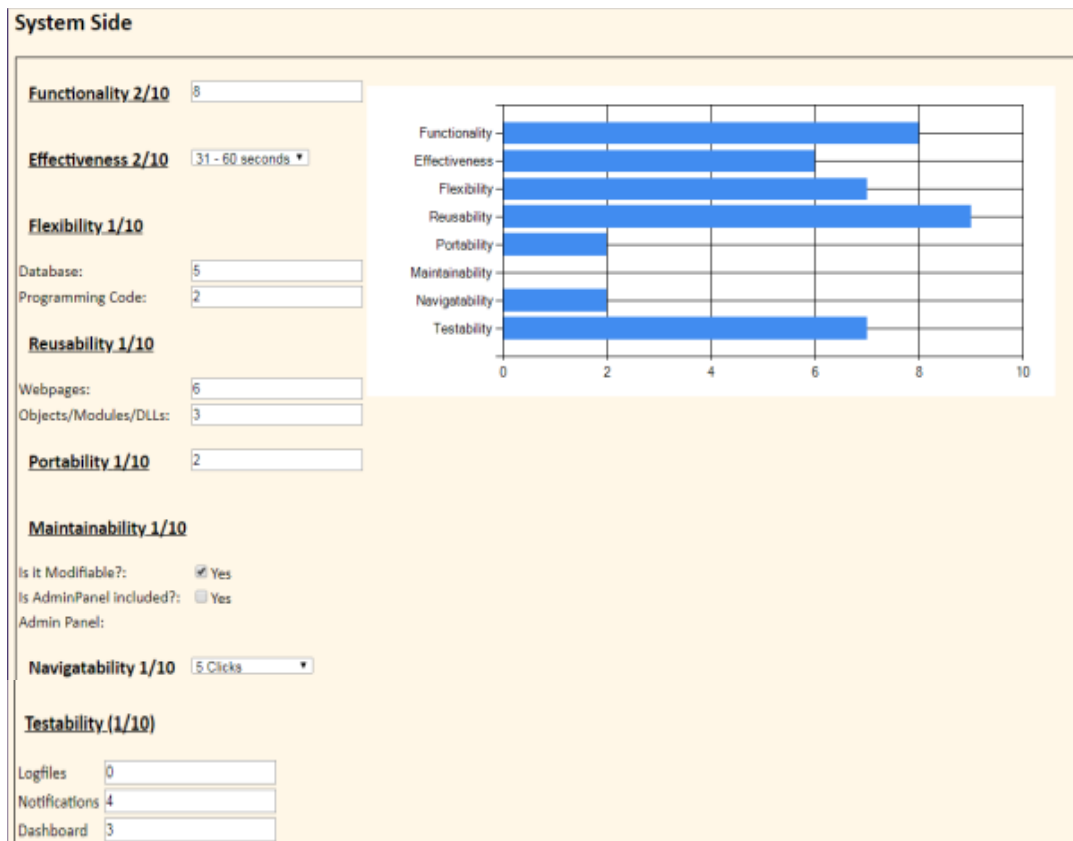 System Side
Functionality 2/10 8
Effectiveness 2/10 31 - 60 seconds
Flexibility 1/10
Database: 5
Programming Code: 2
Reusability 1/10
Webpages: 6
Objects/Modules/DLLs: 3
Portability 1/10 2
Maintainability 1/10
Is it Modifiable?: Yes
Is AdminPanel included?: Yes
Admin Panel:
Navigatability 1/10 5 Clicks
Testability (1/10)
Logfiles 0
Notifications 4
Dashboard 3
Functionality
Effectiveness
Flexibility
Reusability
Portability
Maintainability
Navigatability
Testability
0 2 4 6 8 10